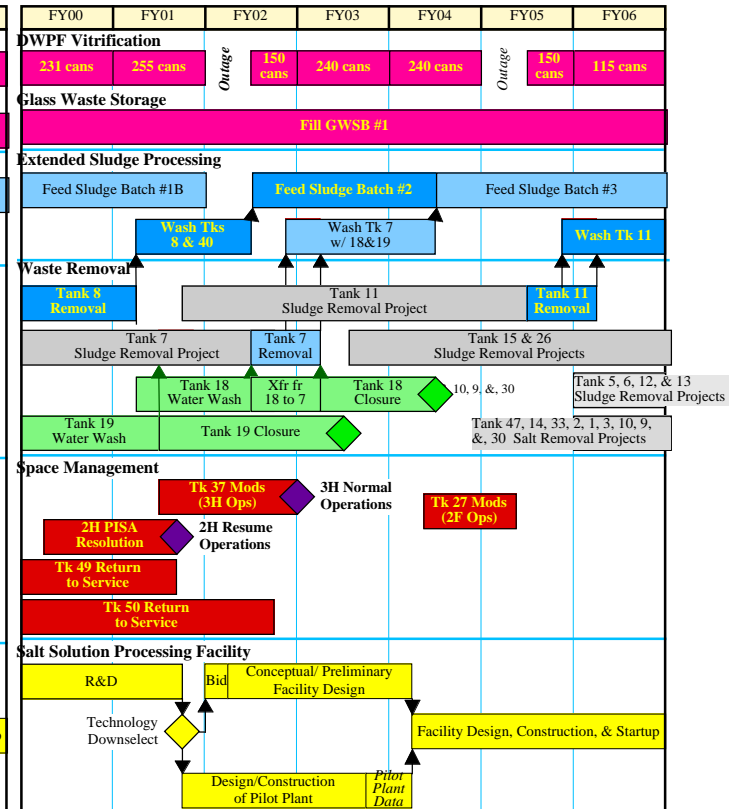 FY00 FY01 FY02 FY03 FY04 FY05 FY06
DWPF Vitrification
231 cans
255 cans
Outage
150
cans
240 cans
240 cans
Outage
150
cans
115 cans
Glass Waste Storage
Fill GWSB #1
Extended Sludge Processing
Feed Sludge Batch #1B
Feed Sludge Batch #2
Feed Sludge Batch #3
Wash Tks
8 & 40
Wash Tk 7
w/ 18&19
Wash Tk 11
Waste Removal
Tank 8
Removal
Tank 11
Sludge Removal Project
Tank 11
Removal
Tank 7
Sludge Removal Project
Tank 7
Removal
Tank 15 & 26
Sludge Removal Projects
Tank 18
Water Wash
Xfr fr
18 to 7
Tank 18
Closure
10, 9, &, 30
Tank 5, 6, 12, & 13
Sludge Removal Projects
Tank 19
Water Wash
Tank 19 Closure
Tank 47, 14, 33, 2, 1, 3, 10, 9,
&, 30 Salt Removal Projects
Space Management
Tk 37 Mods
(3H Ops)
3H Normal
Operations
Tk 27 Mods
(2F Ops)
2H PISA
Resolution
2H Resume
Operations
Tk 49 Return
to Service
Tk 50 Return
to Service
Salt Solution Processing Facility
R&D
Bid
Conceptual/ Preliminary
Facility Design
Technology
Downselect
Facility Design, Construction, & Startup
Design/Construction
of Pilot Plant
Pilot
Plant
Data